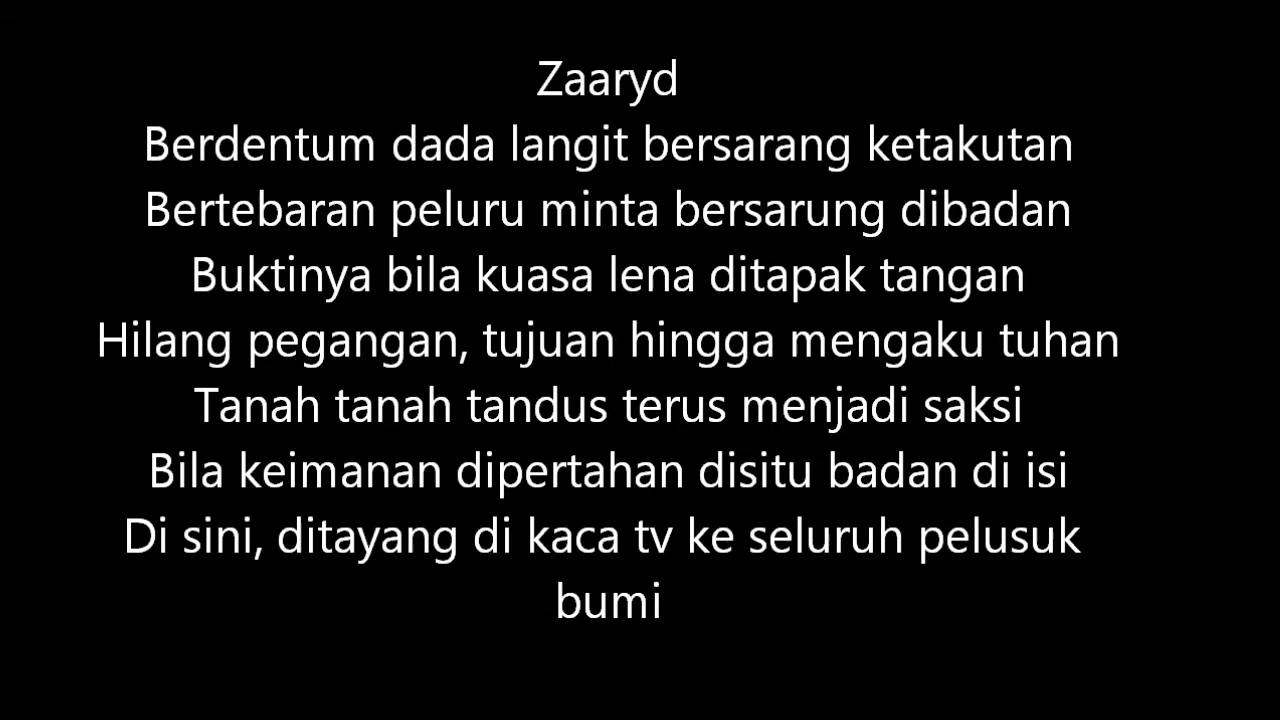 Zaaryd
Berdentum dada langit bersarang ketakutan
Bertebaran peluru minta bersarung dibadan
Buktinya bila kuasa lena ditapak tangan
Hilang pegangan, tujuan hingga mengaku tuhan
Tanah tanah tandus terus menjadi saksi
Bila keimanan dipertahan disitu badan di isi
Di sini, ditayang di kaca tv ke seluruh pelusuk
bumi